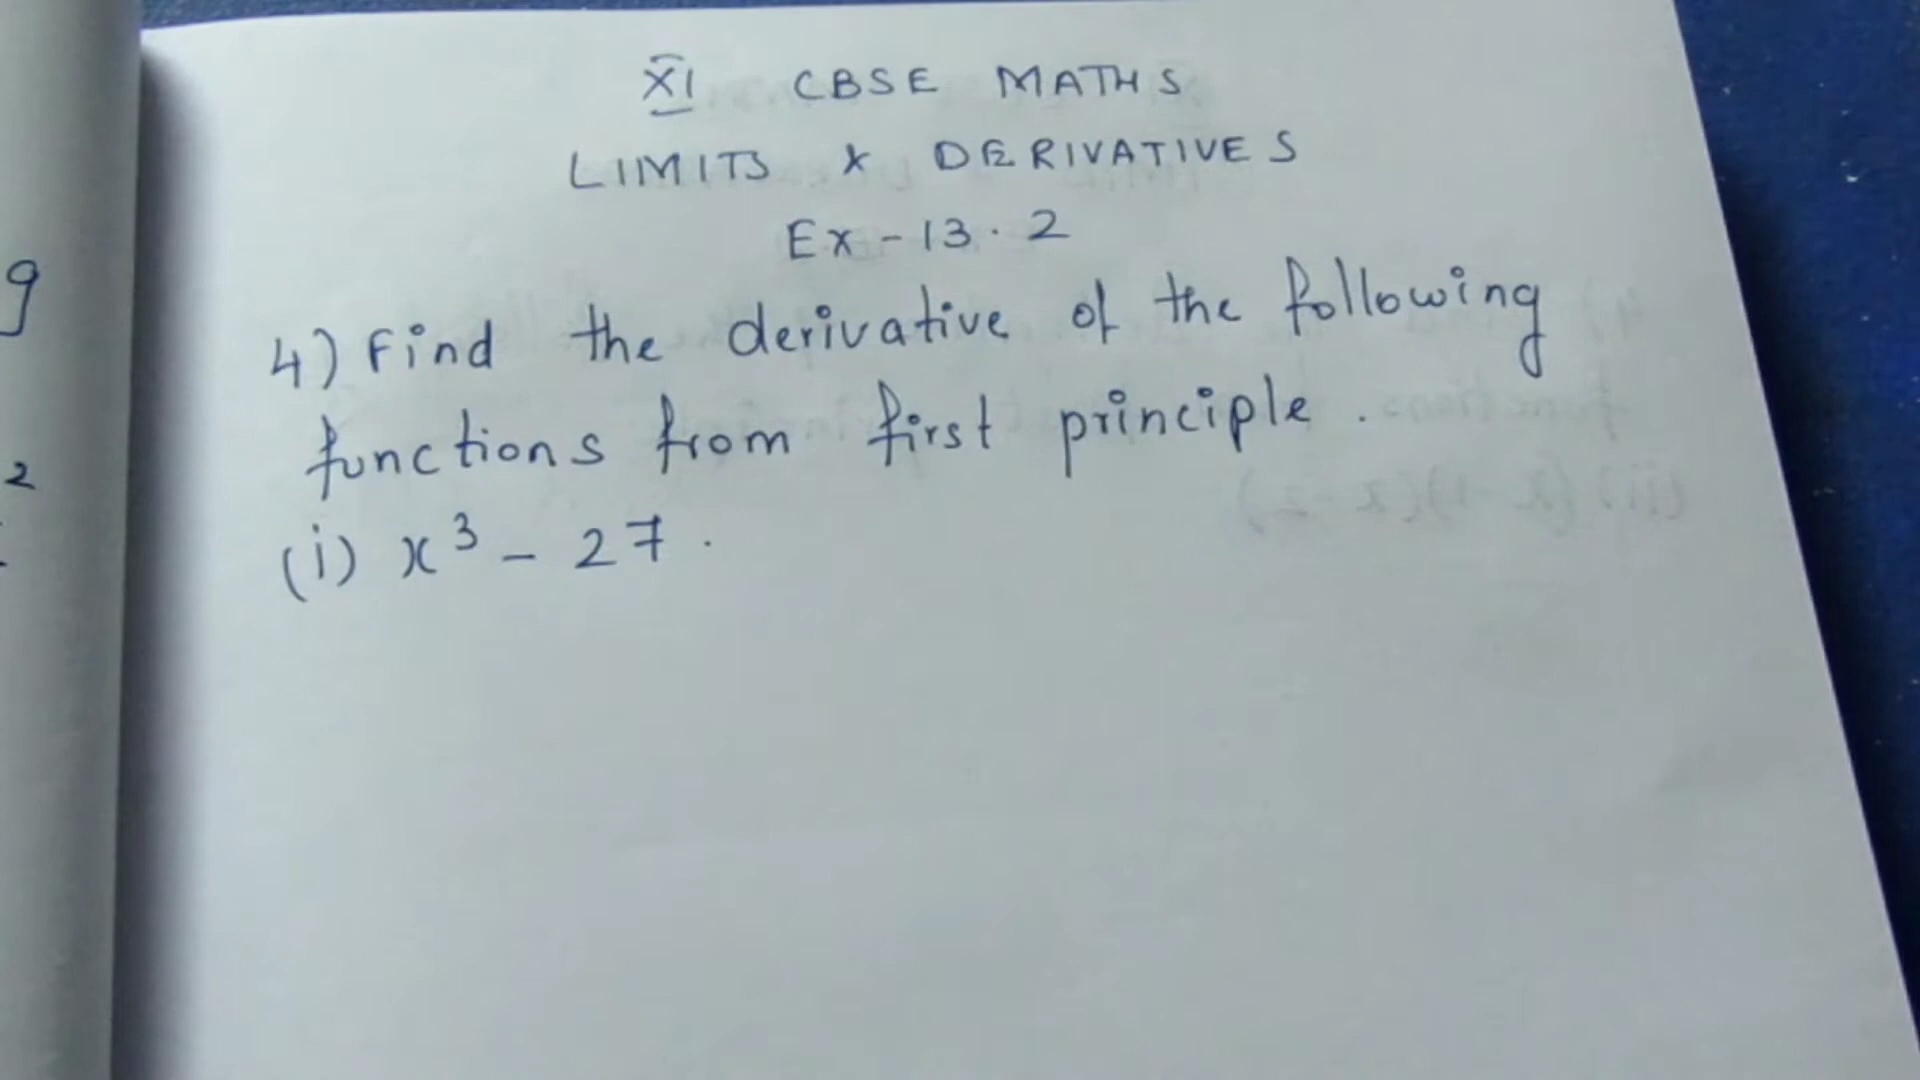 XI CBSE MATHS
LIMITS & DERIVATIVES
Ex - 13.2
4) Find the derivative of the following
functions from first principle.
(i) x³ - 27.
g
2